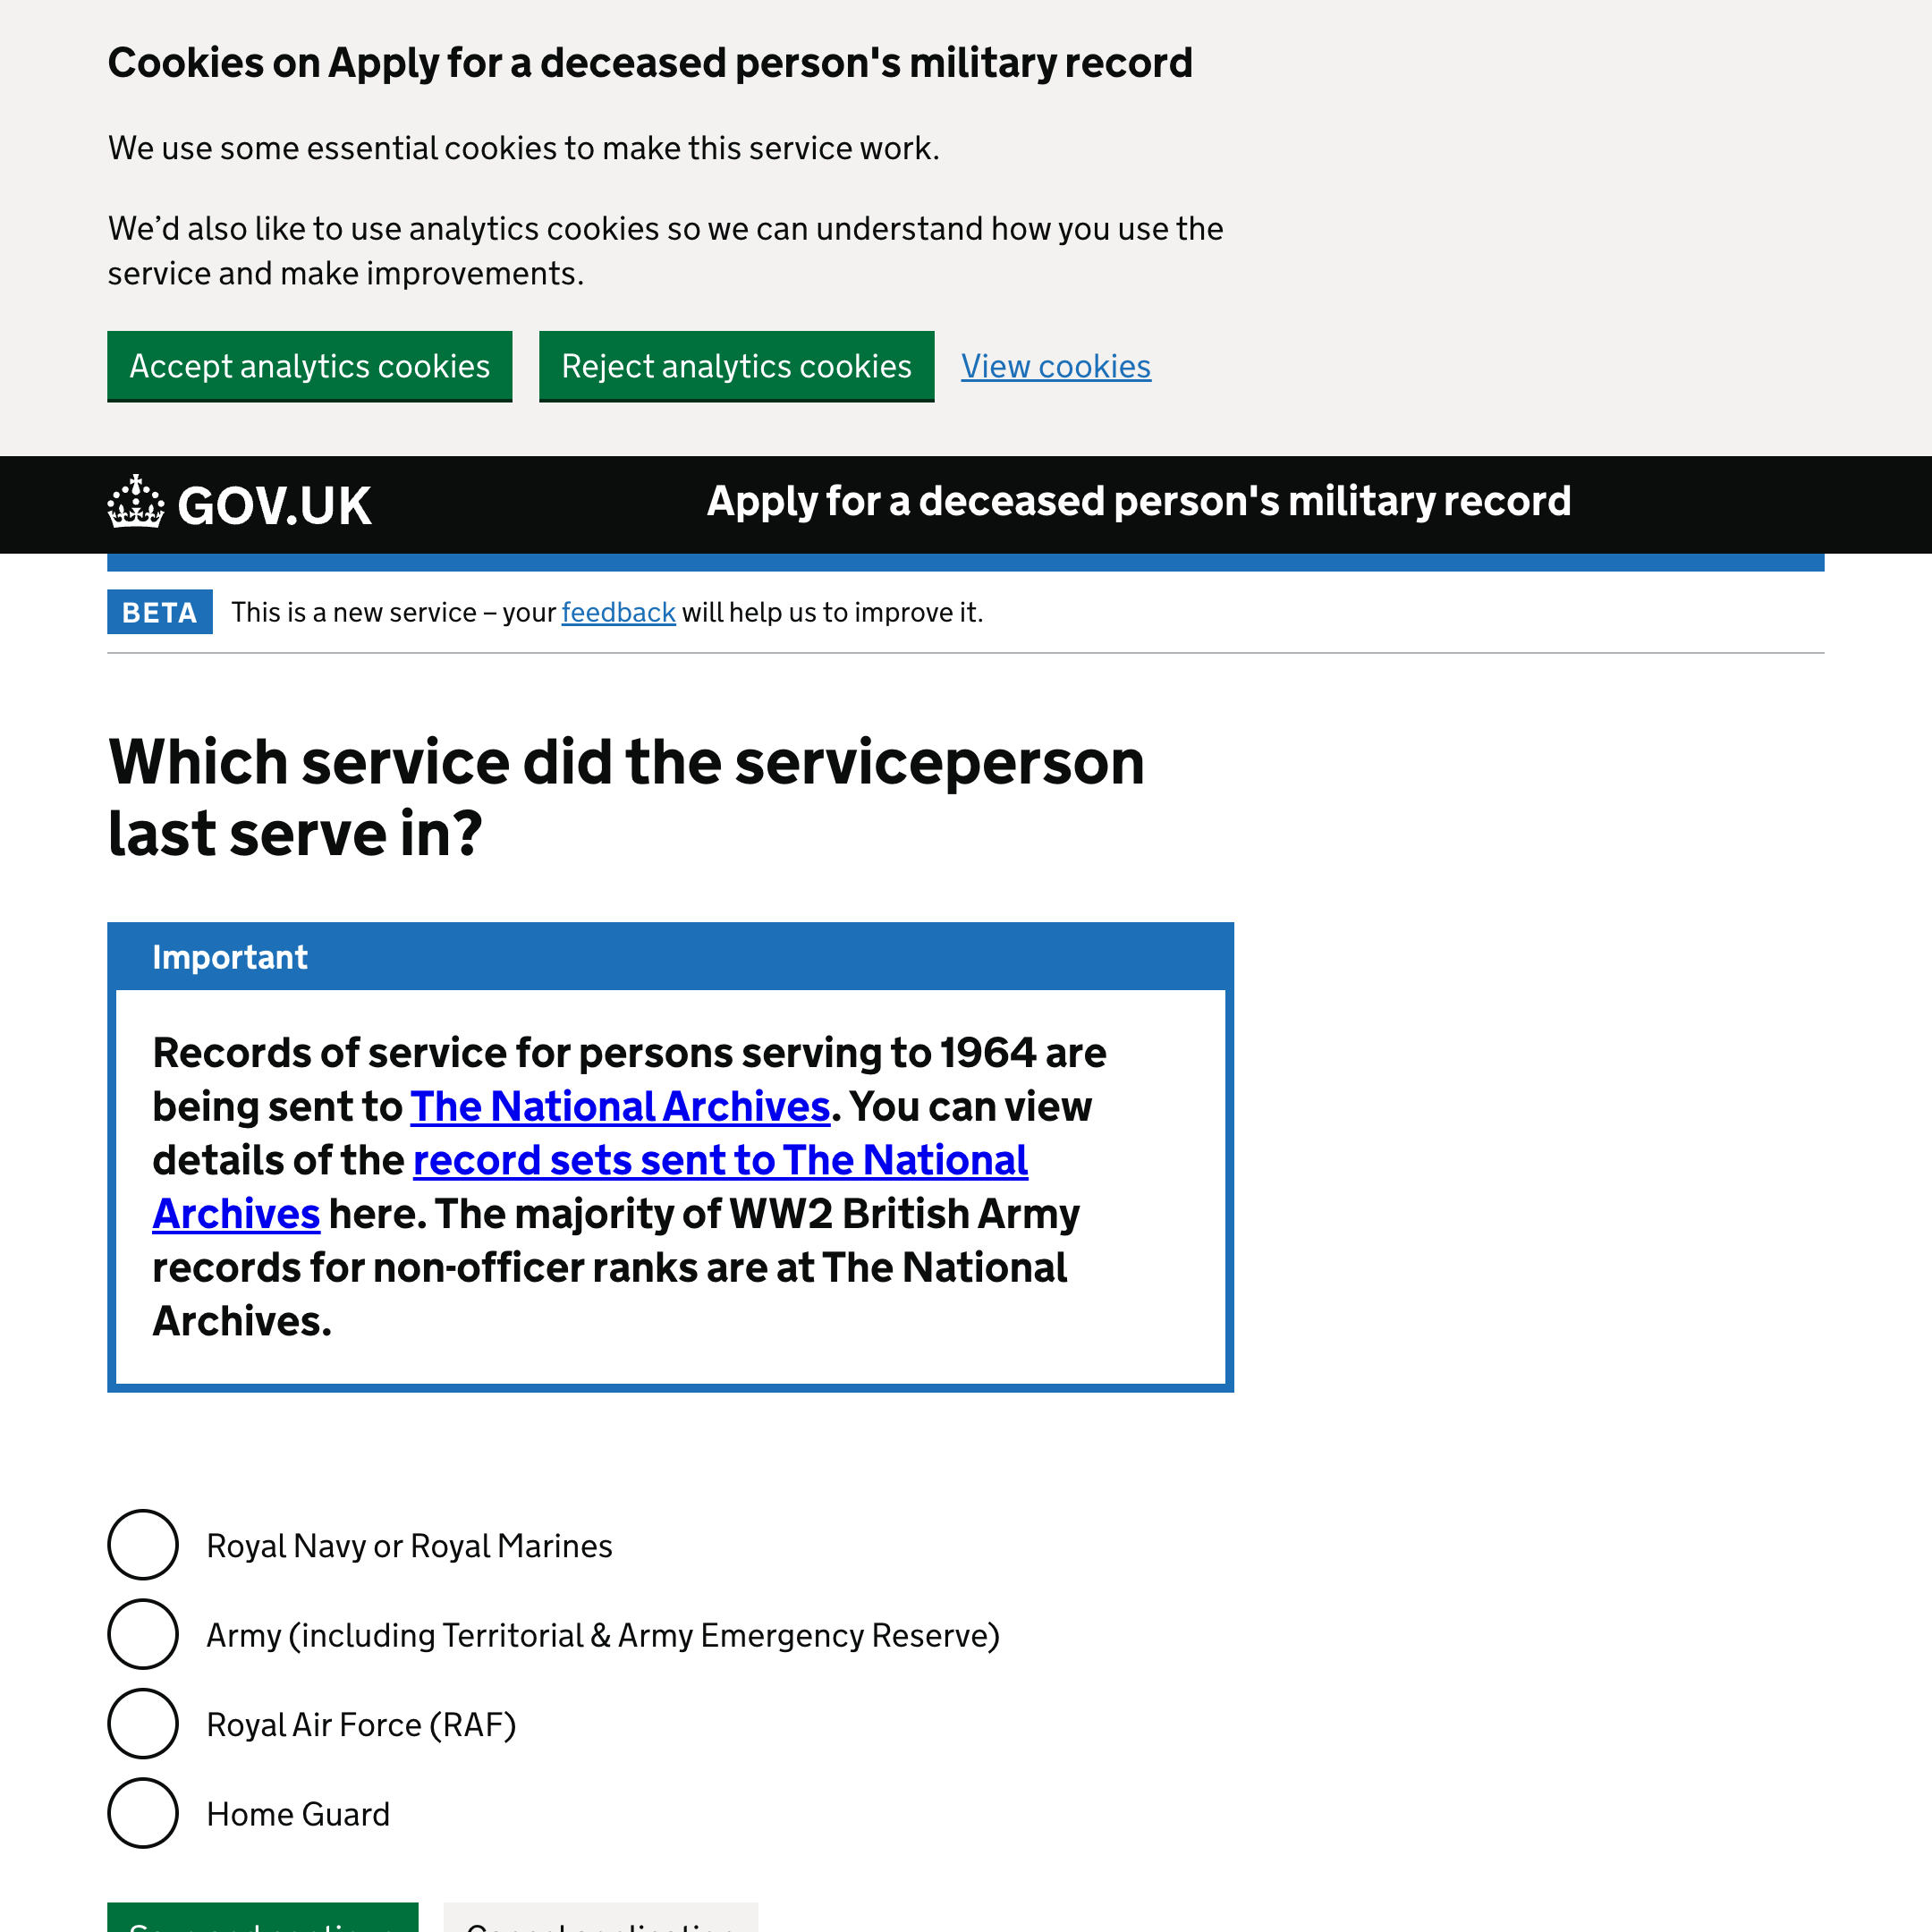 Cookies on Apply for a deceased person's military record
We use some essential cookies to make this service work.
We’d also like to use analytics cookies so we can understand how you use the
service and make improvements.
Accept analytics cookies
Reject analytics cookies
View cookies
GOV.UK
Apply for a deceased person's military record
BETA
This is a new service – your feedback will help us to improve it.
Which service did the serviceperson
last serve in?
Important
Records of service for persons serving to 1964 are
being sent to The National Archives. You can view
details of the record sets sent to The National
Archives here. The majority of WW2 British Army
records for non-officer ranks are at The National
Archives.
Royal Navy or Royal Marines
Army (including Territorial & Army Emergency Reserve)
Royal Air Force (RAF)
Home Guard